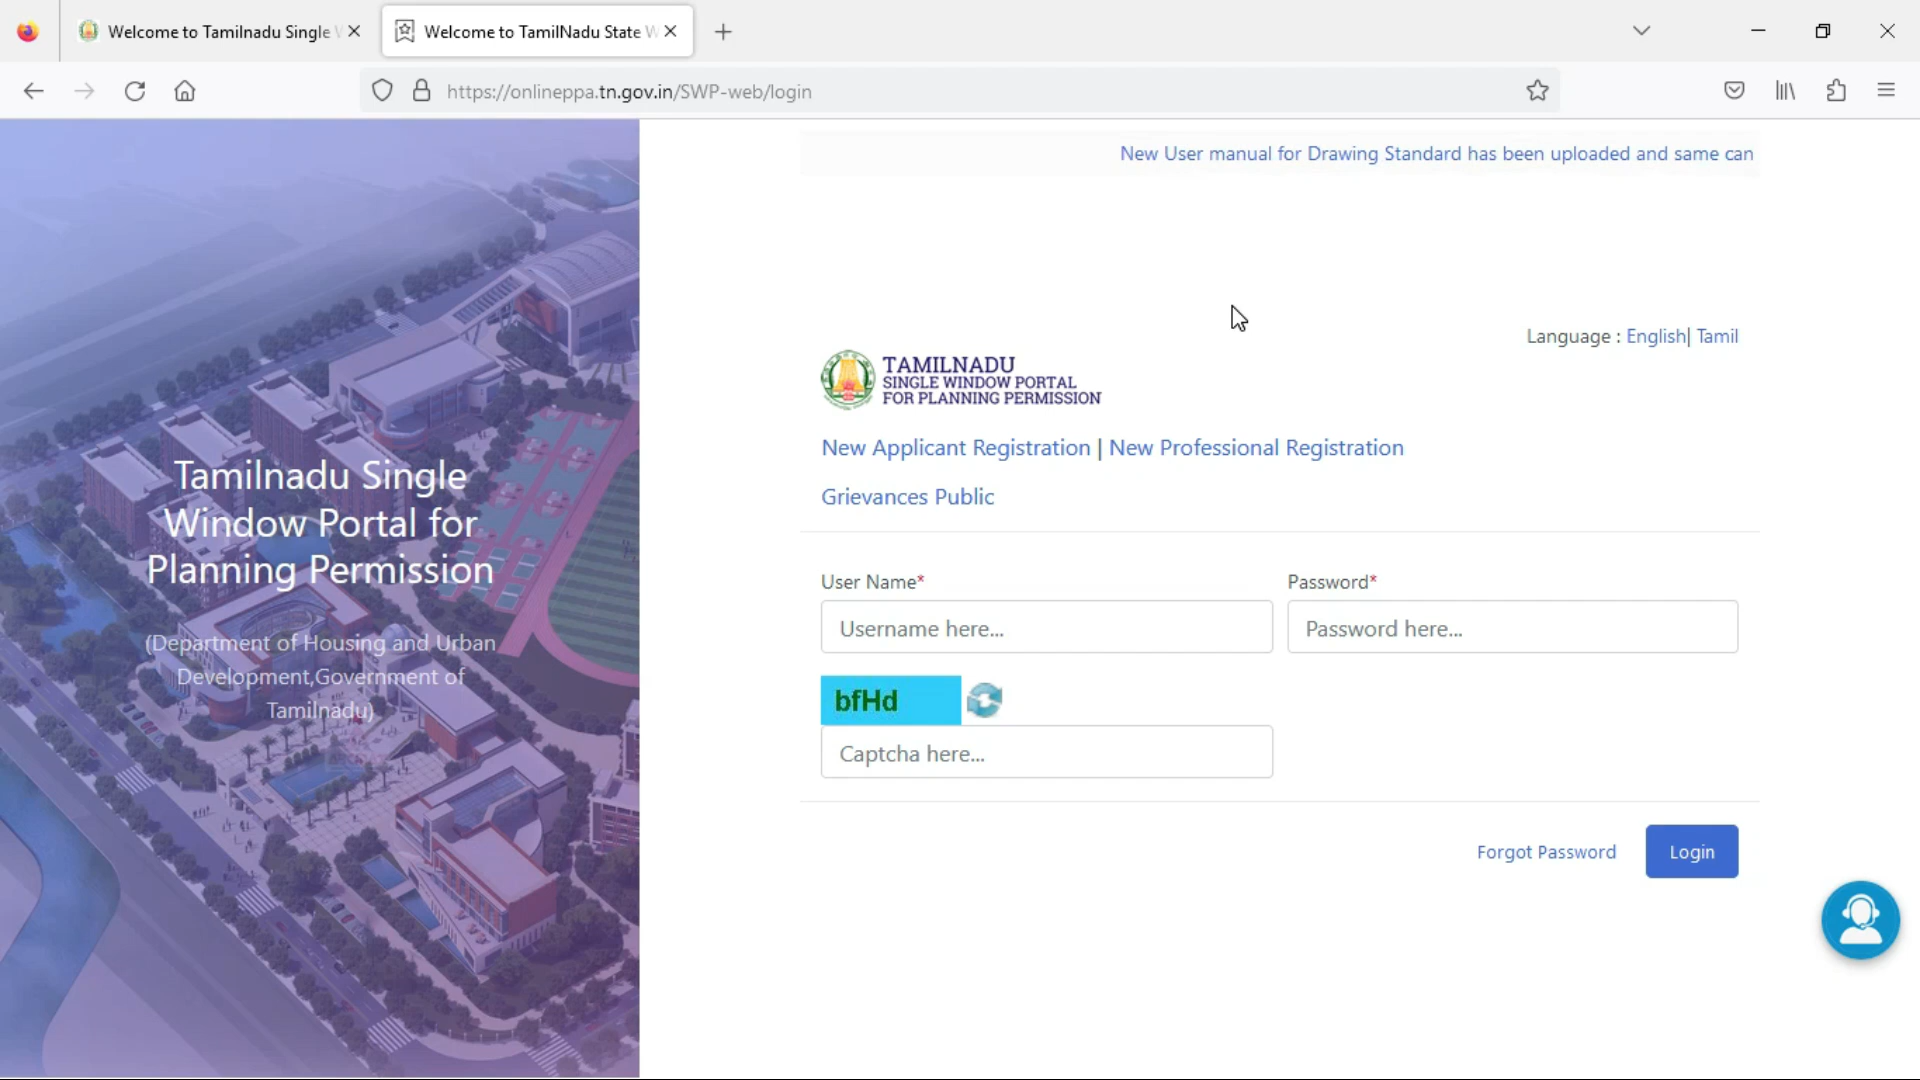 Welcome to Tamilnadu Single W
Welcome to TamilNadu State W
https://onlineppa.tn.gov.in/SWP-web/login
New User manual for Drawing Standard has been uploaded and same can
Language : English| Tamil
TAMILNADU
SINGLE WINDOW PORTAL
FOR PLANNING PERMISSION
New Applicant Registration | New Professional Registration
Grievances Public
Tamilnadu Single
Window Portal for
Planning Permission
(Department of Housing and Urban
Development,Government of
Tamilnadu)
User Name*
Password*
Username here...
Password here...
bfHd
Captcha here...
Forgot Password
Login